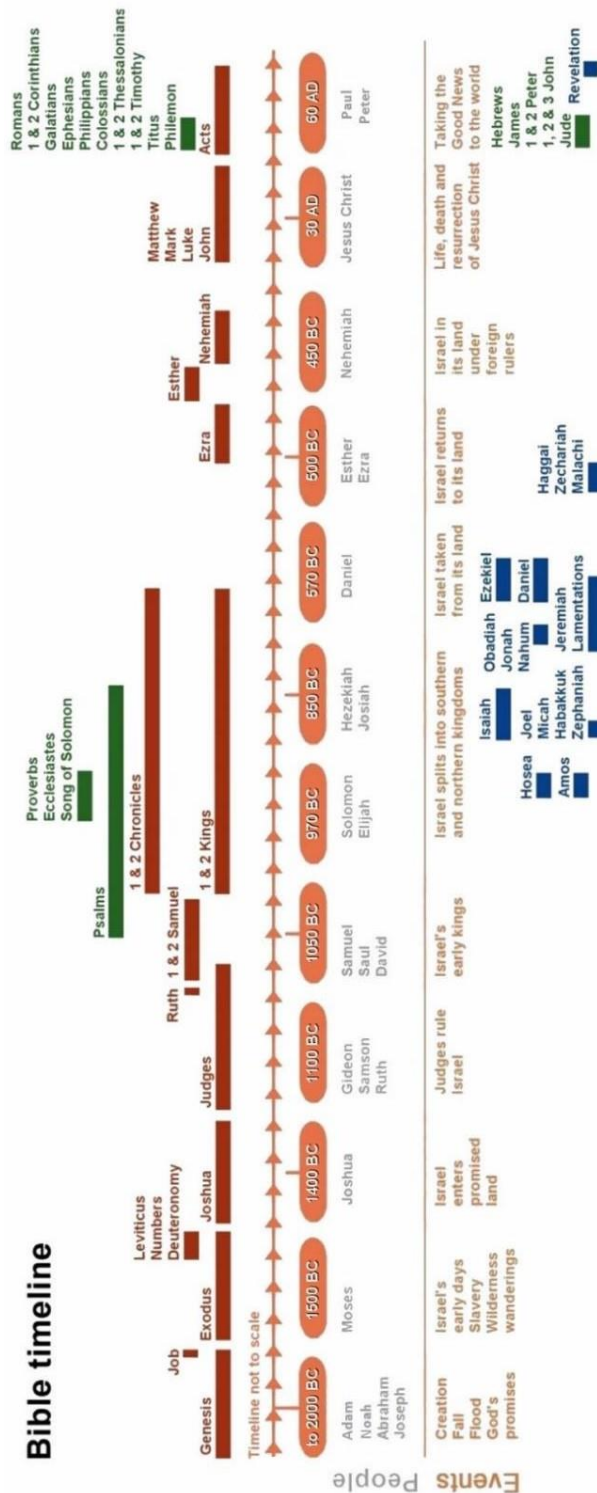 Bible timeline
Proverbs
Ecclesiastes
Song of Solomon
Psalms
1 & 2 Chronicles
Romans
1 & 2 Corinthians
Galatians
Ephesians
Philippians
Colossians
1 & 2 Thessalonians
1 & 2 Timothy
Titus
Philemon
Leviticus
Numbers
Deuteronomy
Matthew
Mark
Luke
John
Job
Ruth
1 & 2 Samuel
Esther
Genesis
Exodus
Joshua
Judges
1 & 2 Kings
Ezra
Nehemiah
Acts
Timeline not to scale
to 2000 BC
1500 BC
1400 BC
1100 BC
1050 BC
970 BC
850 BC
570 BC
500 BC
450 BC
30 AD
60 AD
People
Adam
Noah
Abraham
Joseph
Moses
Joshua
Gideon
Samson
Ruth
Samuel
Saul
David
Solomon
Elijah
Hezekiah
Josiah
Daniel
Esther
Ezra
Nehemiah
Jesus Christ
Paul
Peter
Events
Creation
Fall
Flood
God's
promises
Israel's
early days
Slavery
Wilderness
wanderings
Israel
enters
promised
land
Judges rule
Israel
Israel's
early kings
Israel splits into southern
and northern kingdoms
Israel taken
from its land
Israel returns
to its land
Israel in
its land
under
foreign
rulers
Life, death and
resurrection
of Jesus Christ
Taking the
Good News
to the world
Hosea
Amos
Isaiah
Joel
Micah
Habakkuk
Zephaniah
Obadiah
Jonah
Nahum
Jeremiah
Lamentations
Ezekiel
Daniel
Haggai
Zechariah
Malachi
Hebrews
James
1 & 2 Peter
1, 2 & 3 John
Jude
Revelation